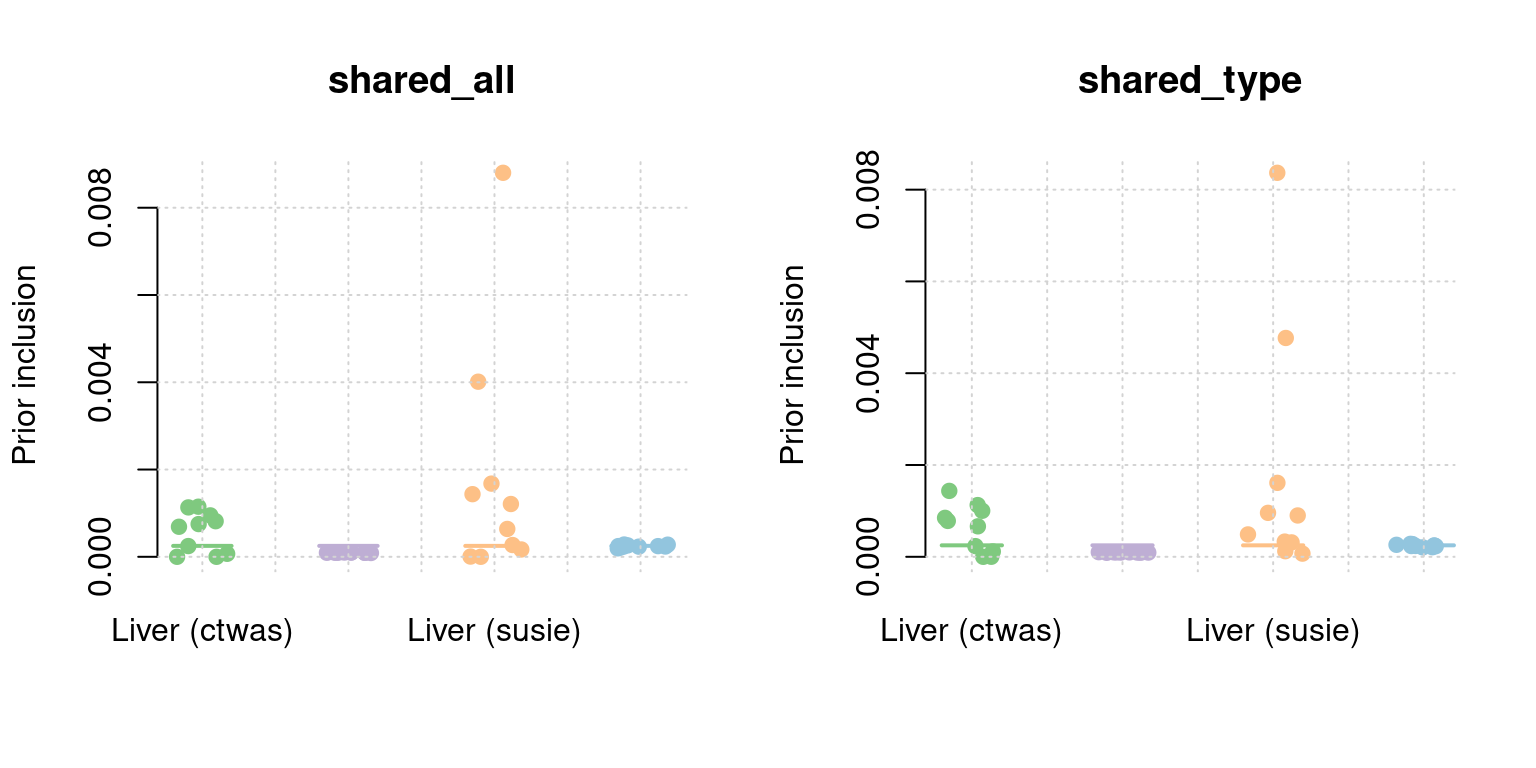 shared_all
Prior inclusion
0.008
0.004
0.000
Liver (ctwas)
Liver (susie)
shared_type
Prior inclusion
0.008
0.004
0.000
Liver (ctwas)
Liver (susie)